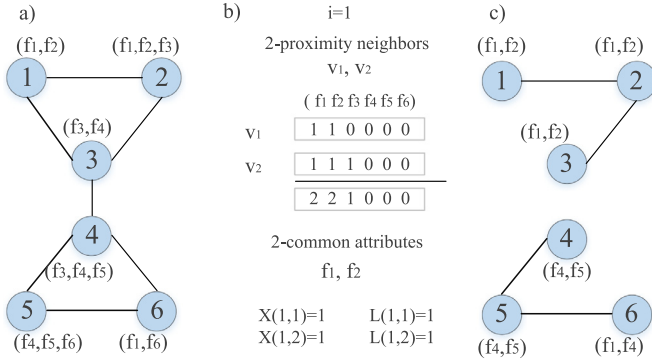 a)
(f1,f2)
(f1,f2,f3)
1
2
(f3,f4)
3
4
(f3,f4,f5)
5
6
(f4,f5,f6)
(f1,f6)
b)
i=1
2-proximity neighbors
v1, v2
( f1 f2 f3 f4 f5 f6)
v1 1 1 0 0 0 0
v2 1 1 1 0 0 0
2 2 1 0 0 0
2-common attributes
f1, f2
X(1,1)=1 L(1,1)=1
X(1,2)=1 L(1,2)=1
c)
(f1,f2)
(f1,f2)
1
2
(f1,f2)
3
4
(f4,f5)
5
6
(f4,f5)
(f1,f4)